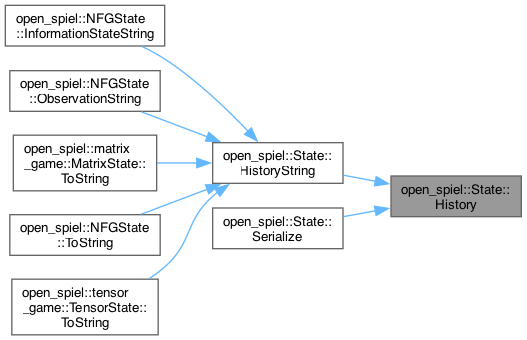 open_spiel::NFGState
::InformationStateString
open_spiel::NFGState
::ObservationString
open_spiel::matrix
_game::MatrixState::
ToString
open_spiel::NFGState
::ToString
open_spiel::tensor
_game::TensorState::
ToString
open_spiel::State::
HistoryString
open_spiel::State::
Serialize
open_spiel::State::
History